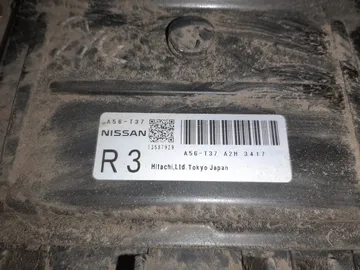 A56-T37
NISSAN
R3
A56-T37 A2M 3417
Hitachi,Ltd Tokyo Japan